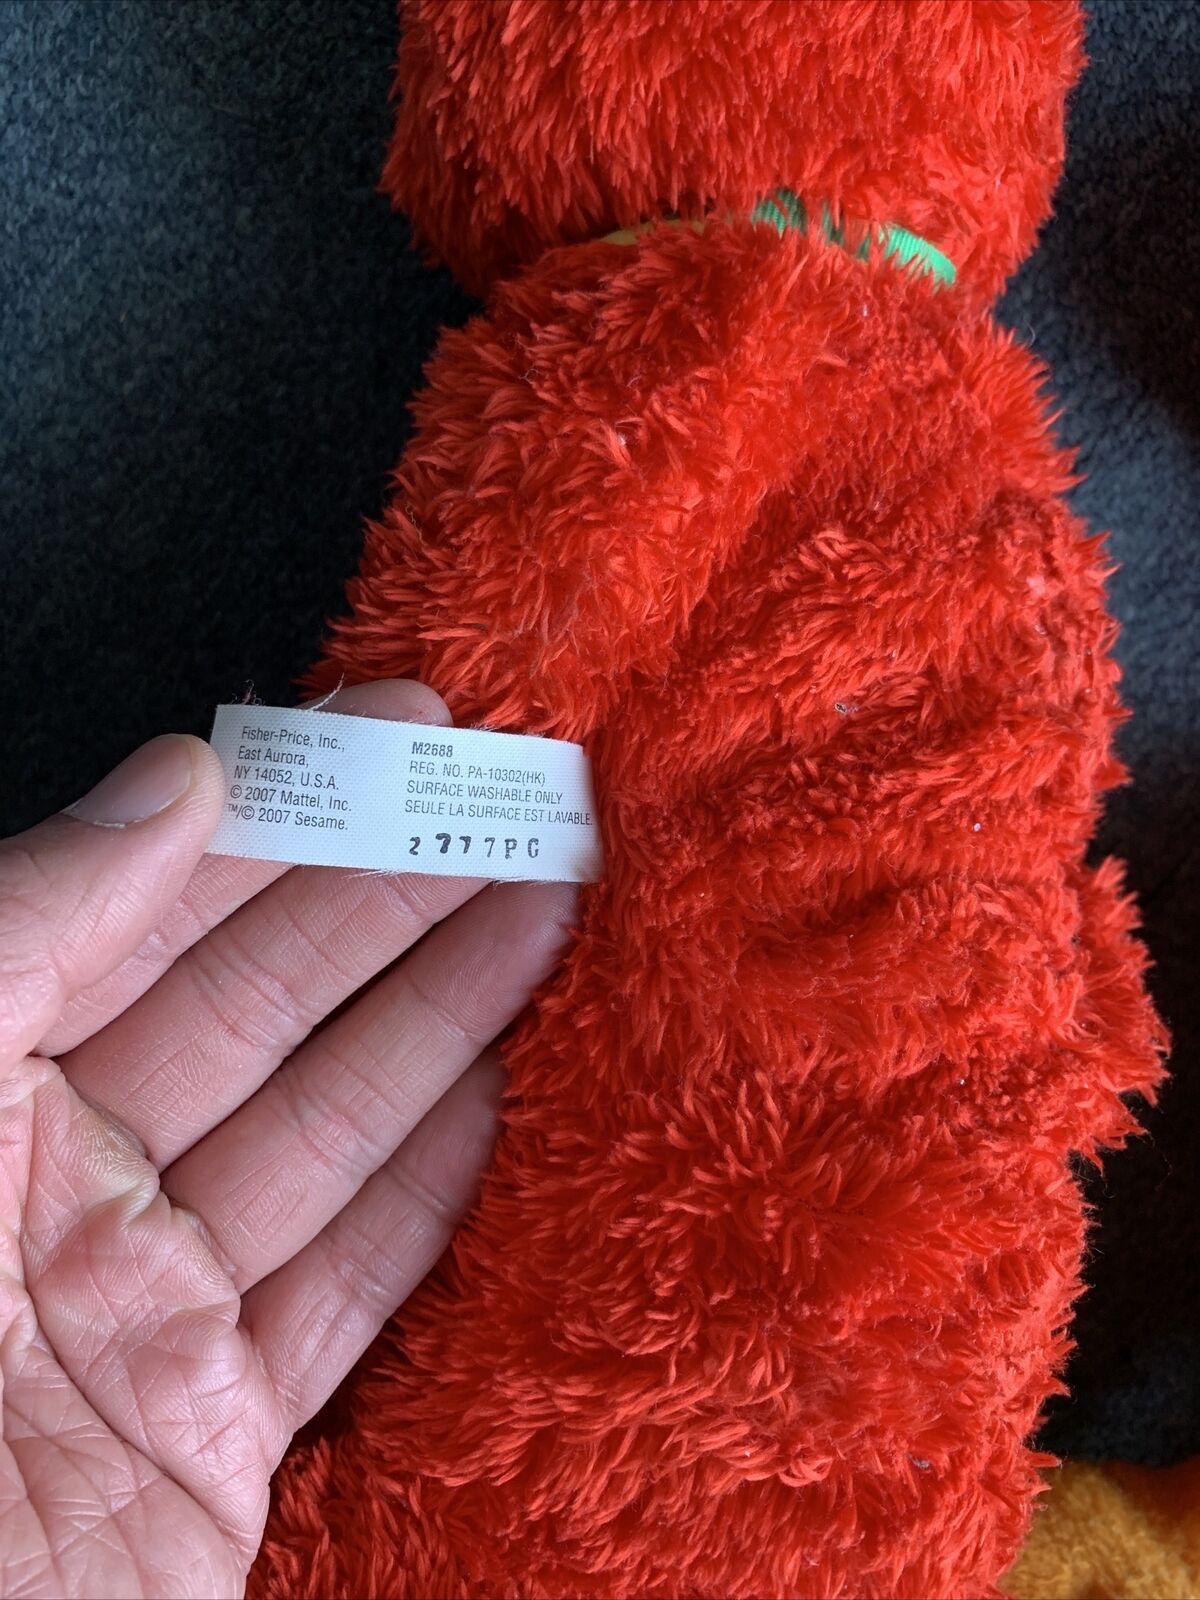 Fisher-Price, Inc.,
East Aurora,
NY 14052, U.S.A.
© 2007 Mattel, Inc.
™/© 2007 Sesame.
M2688
REG. NO. PA-10302(HK)
SURFACE WASHABLE ONLY
SEULE LA SURFACE EST LAVABLE.
2777PG